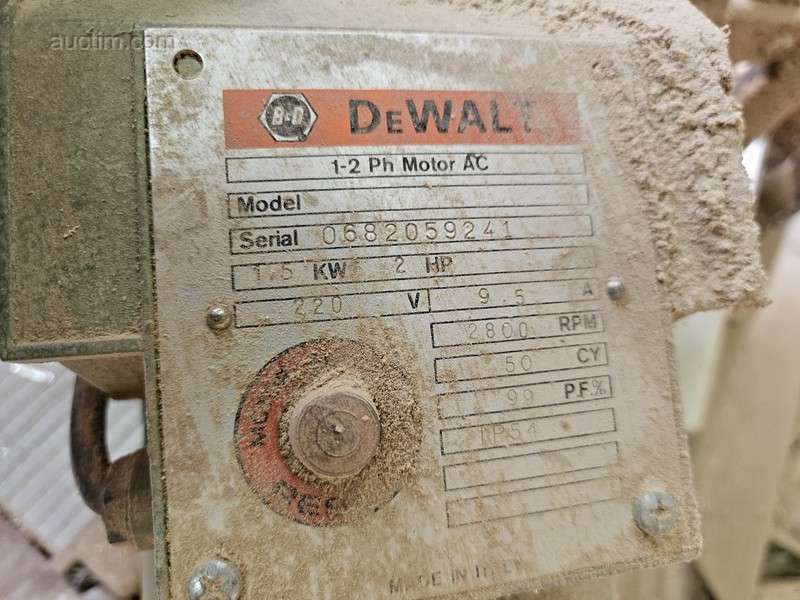 auctim.com
B&D DEWALT
1-2 Ph Motor AC
Model
Serial 0682059241
1.5 KW 2 HP
220 V 9.5 A
2800 RPM
50 CY
99 P.F.%
IP54
MADE IN ITALY